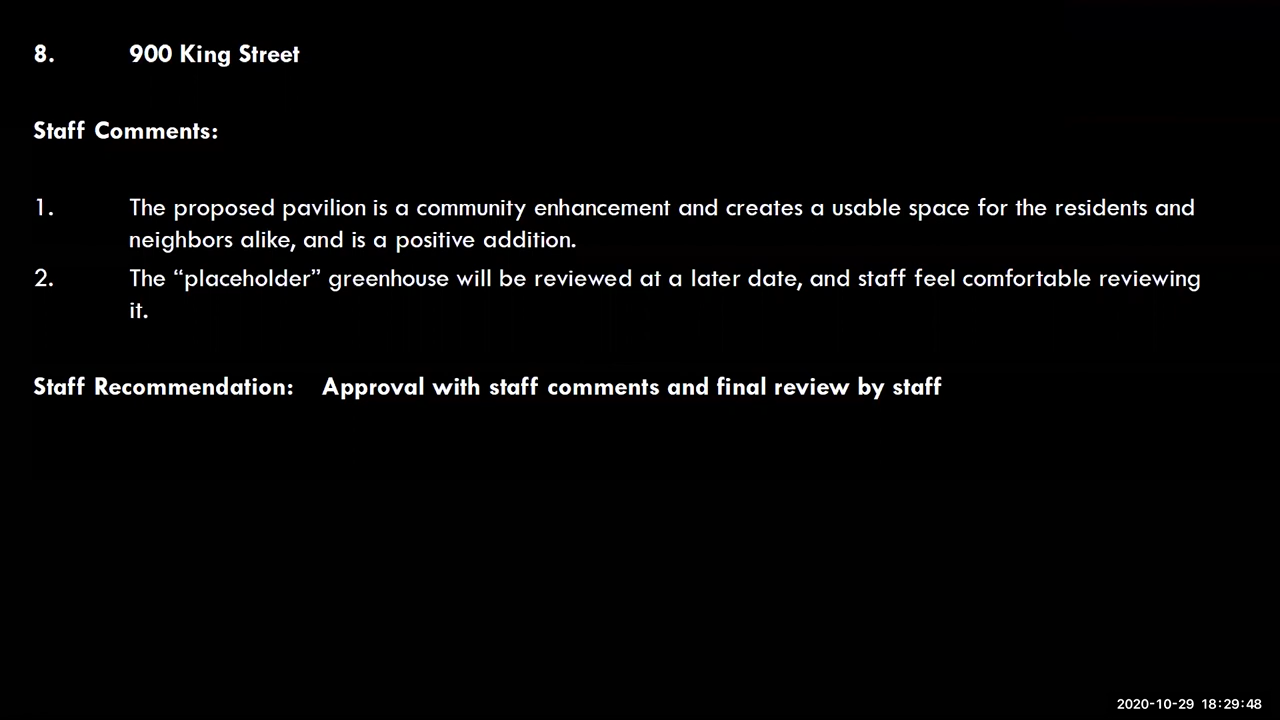 8. 900 King Street
Staff Comments:
1. The proposed pavilion is a community enhancement and creates a usable space for the residents and
neighbors alike, and is a positive addition.
2. The “placeholder” greenhouse will be reviewed at a later date, and staff feel comfortable reviewing
it.
Staff Recommendation: Approval with staff comments and final review by staff
2020-10-29 18:29:48